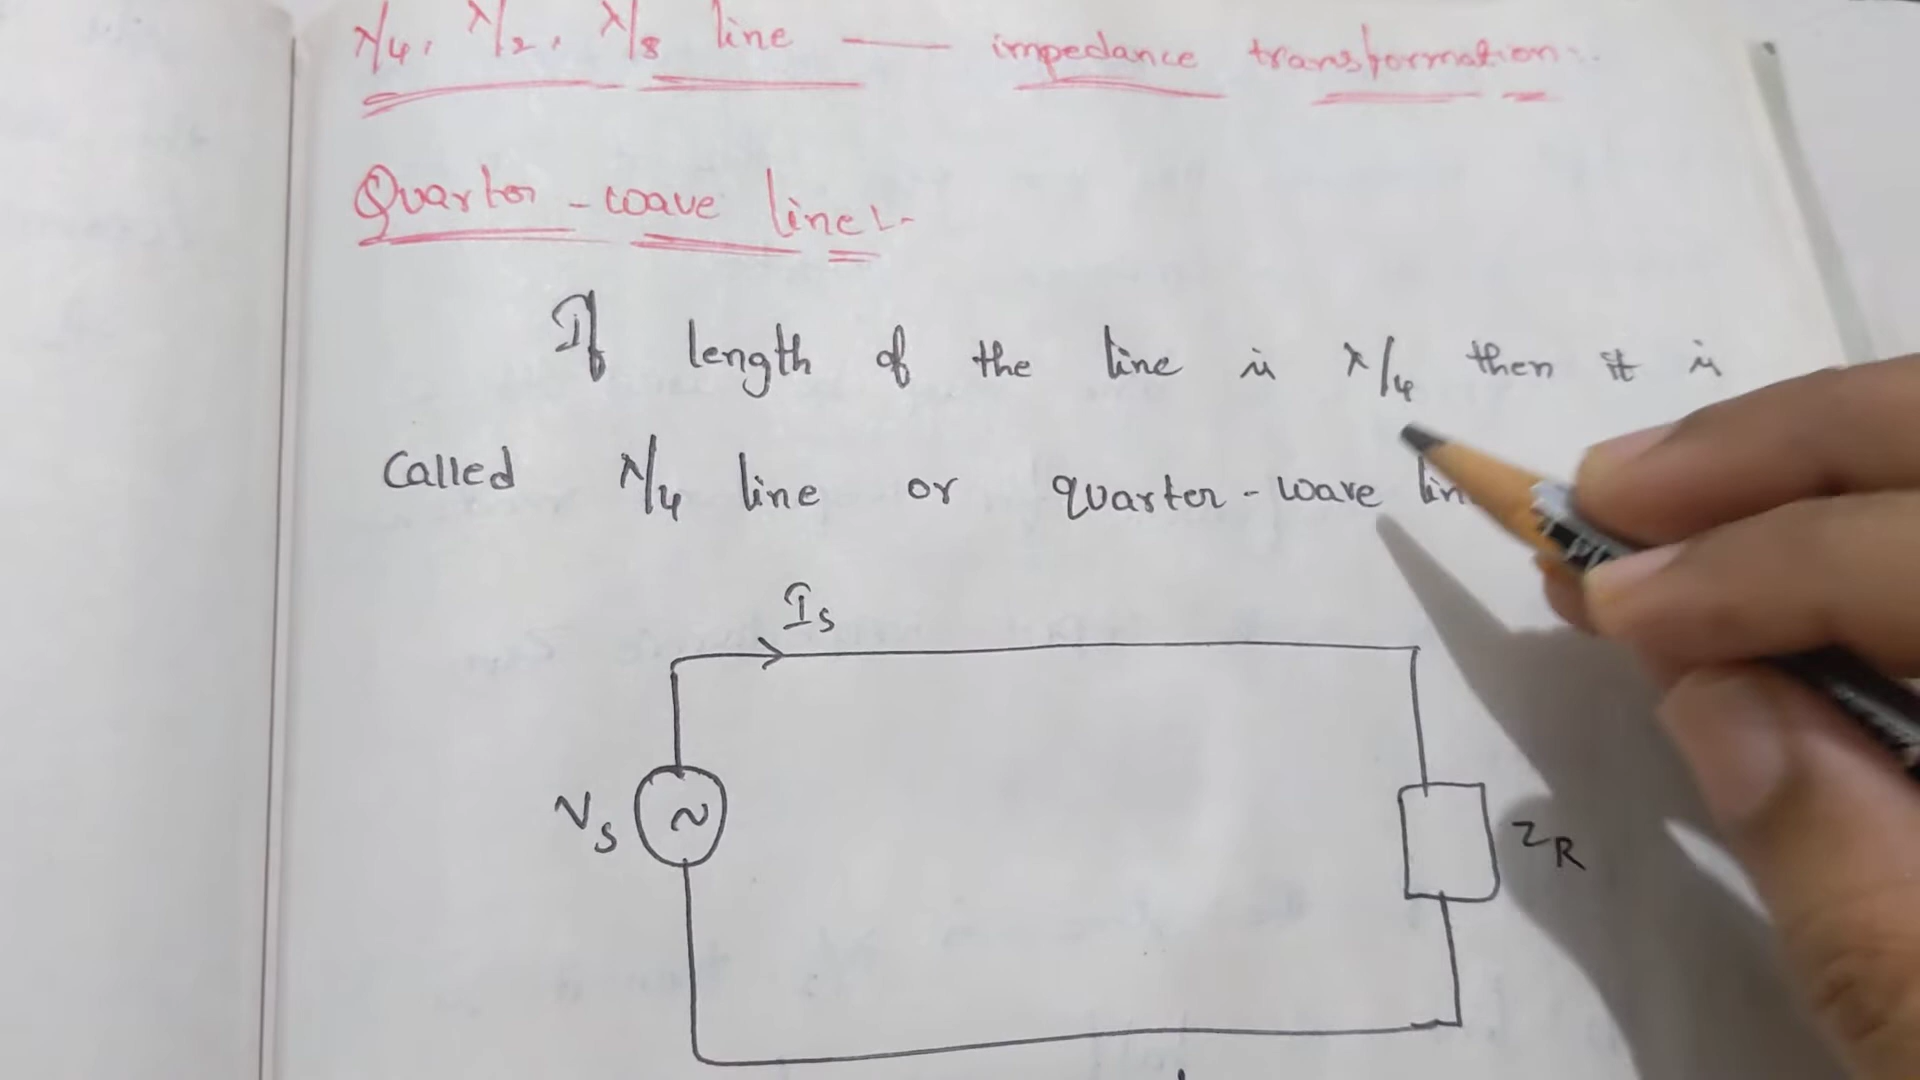 λ/4, λ/2, λ/8 line — impedance transformation:
Quarter-wave line:-
If length of the line is λ/4 then it is
called λ/4 line or quarter-wave
Is
Vs
~
ZR